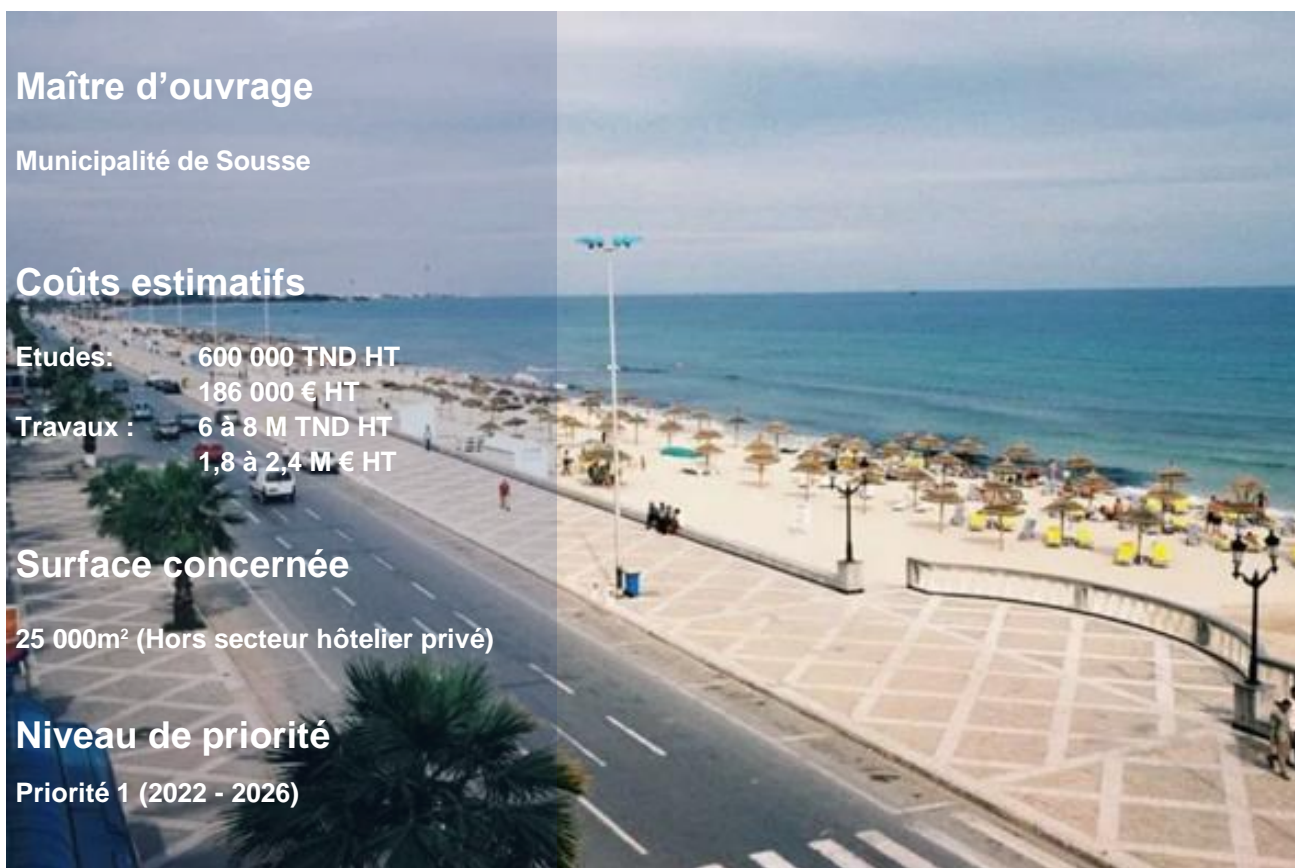 Maître d’ouvrage
Municipalité de Sousse
Coûts estimatifs
Etudes: 600 000 TND HT
186 000 € HT
Travaux : 6 à 8 M TND HT
1,8 à 2,4 M € HT
Surface concernée
25 000m² (Hors secteur hôtelier privé)
Niveau de priorité
Priorité 1 (2022 - 2026)